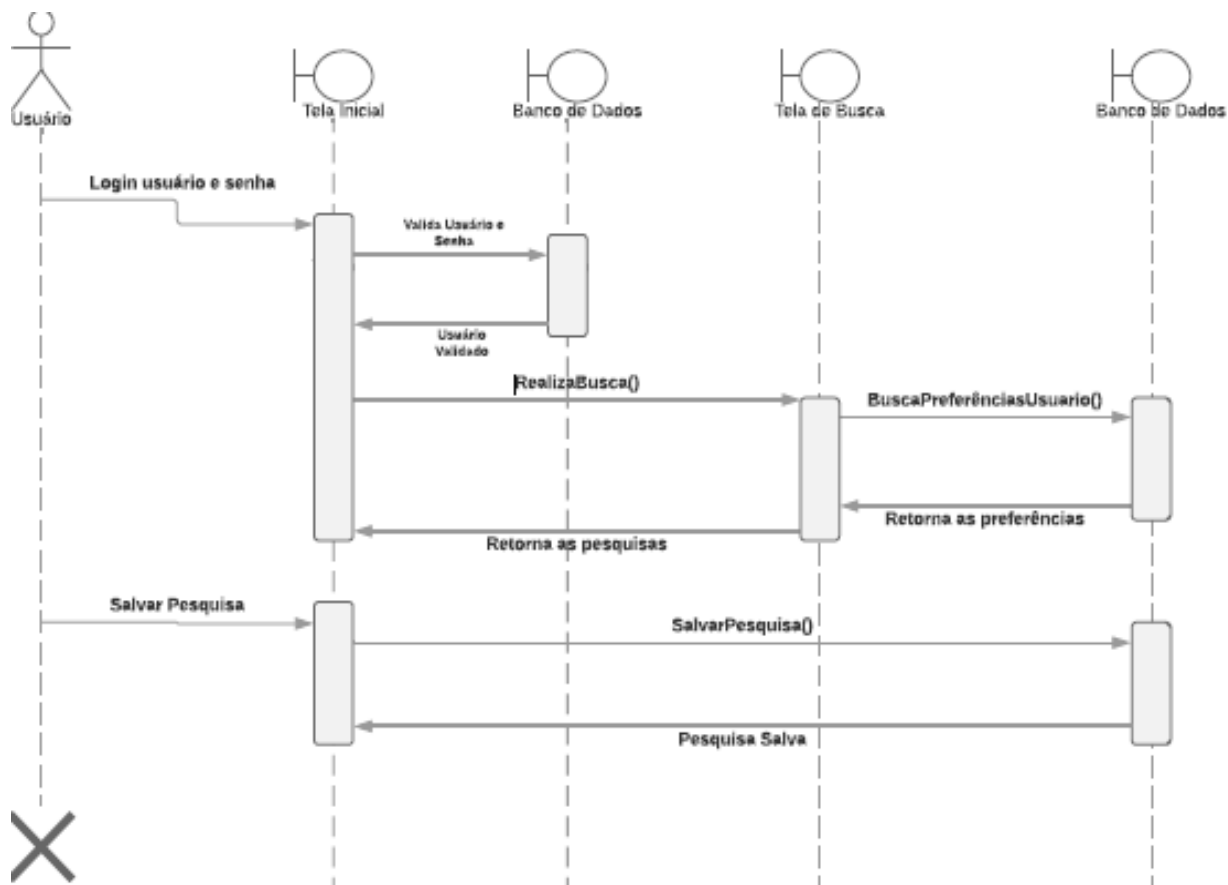 Usuário
Tela Inicial
Banco de Dados
Tela de Busca
Banco de Dados
Login usuário e senha
Valida Usuário e
Senha
Usuário
Validado
RealizaBusca()
BuscaPreferênciasUsuario()
Retorna as preferências
Retorna as pesquisas
Salvar Pesquisa
SalvarPesquisa()
Pesquisa Salva